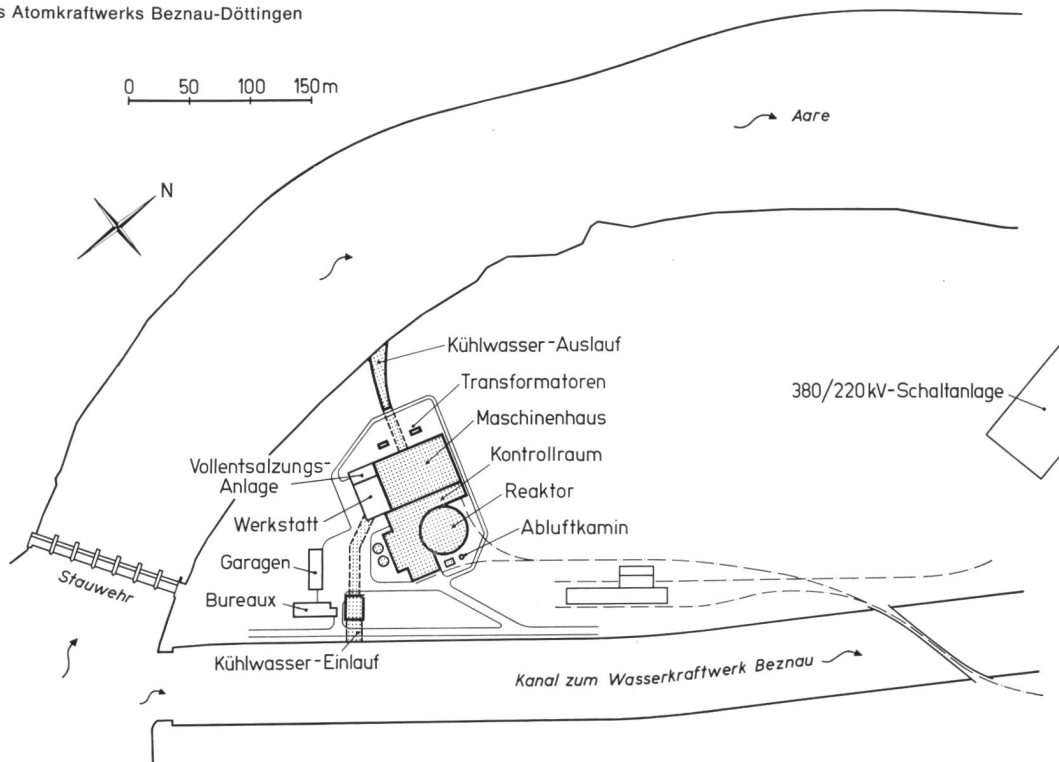 s Atomkraftwerks Beznau-Döttingen
0 50 100 150 m
Aare
N
Kühlwasser-Auslauf
Transformatoren
380/220kV-Schaltanlage
Maschinenhaus
Kontrollraum
Vollentsalzungs-
Anlage
Reaktor
Werkstatt
Abluftkamin
Garagen
Stauwehr
Bureaux
Kühlwasser-Einlauf
Kanal zum Wasserkraftwerk Beznau